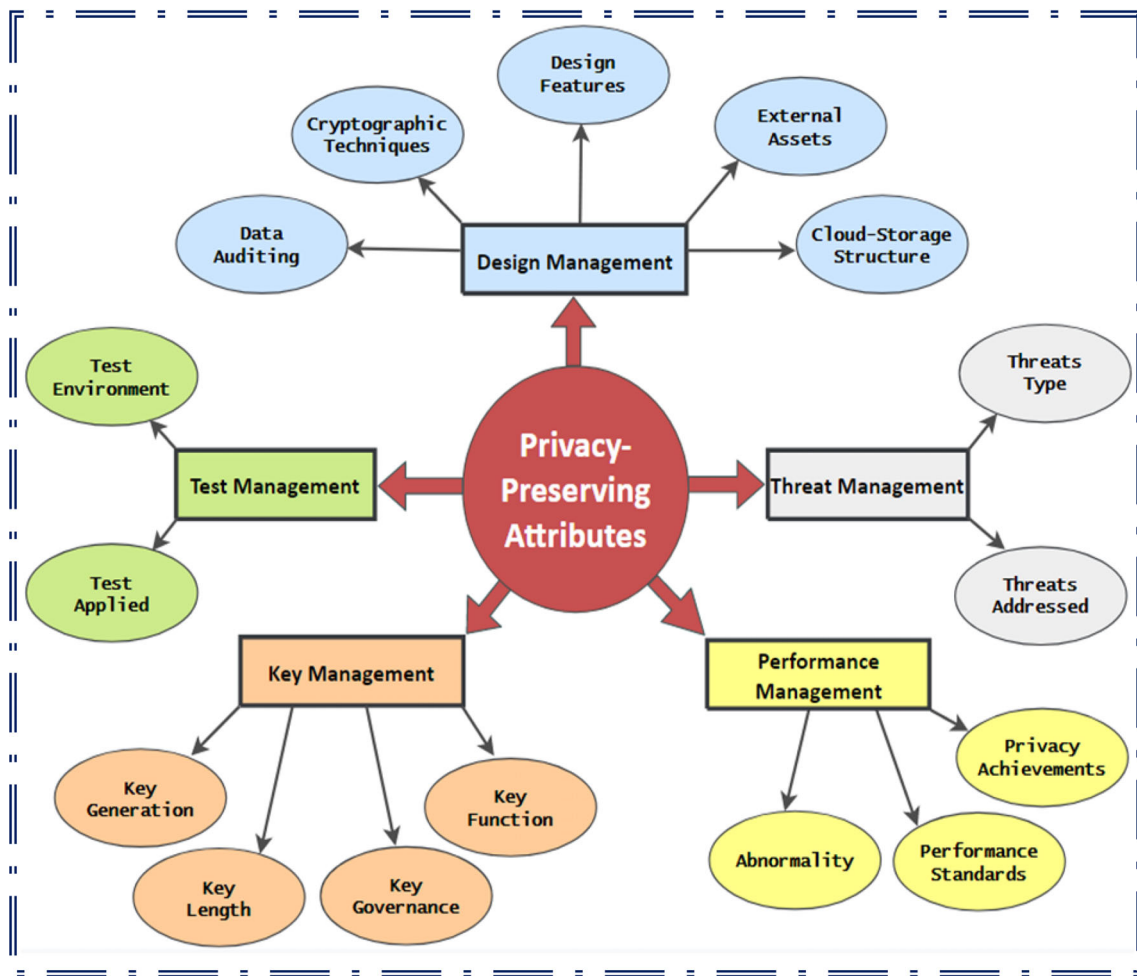 Design
Features
Cryptographic
Techniques
External
Assets
Data
Auditing
Cloud-Storage
Structure
Design Management
Test
Environment
Threats
Type
Test Management
Privacy-
Preserving
Attributes
Threat Management
Test
Applied
Threats
Addressed
Key Management
Performance
Management
Key
Generation
Key
Function
Privacy
Achievements
Key
Length
Key
Governance
Abnormality
Performance
Standards